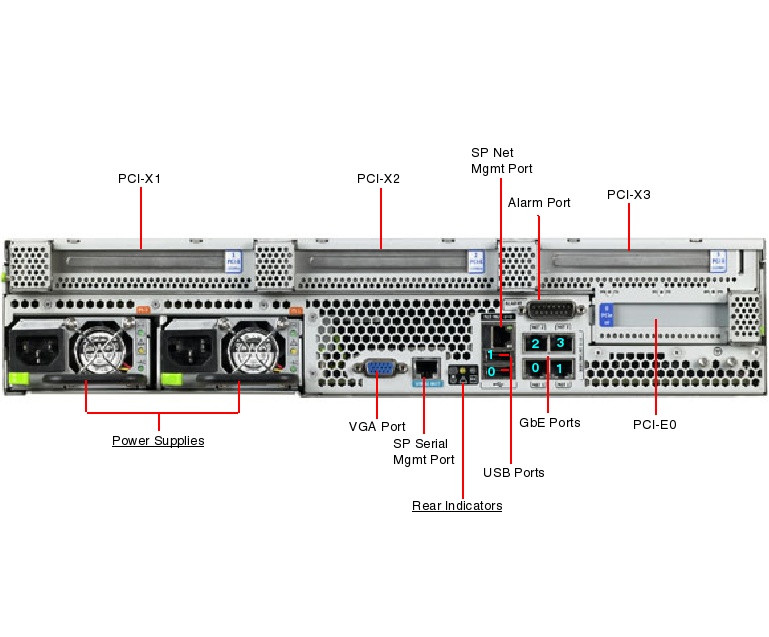 SP Net
Mgmt Port
PCI-X1
PCI-X2
PCI-X3
Alarm Port
2
3
1
0
0
1
VGA Port
SP Serial
Mgmt Port
GbE Ports
PCI-E0
Power Supplies
USB Ports
Rear Indicators